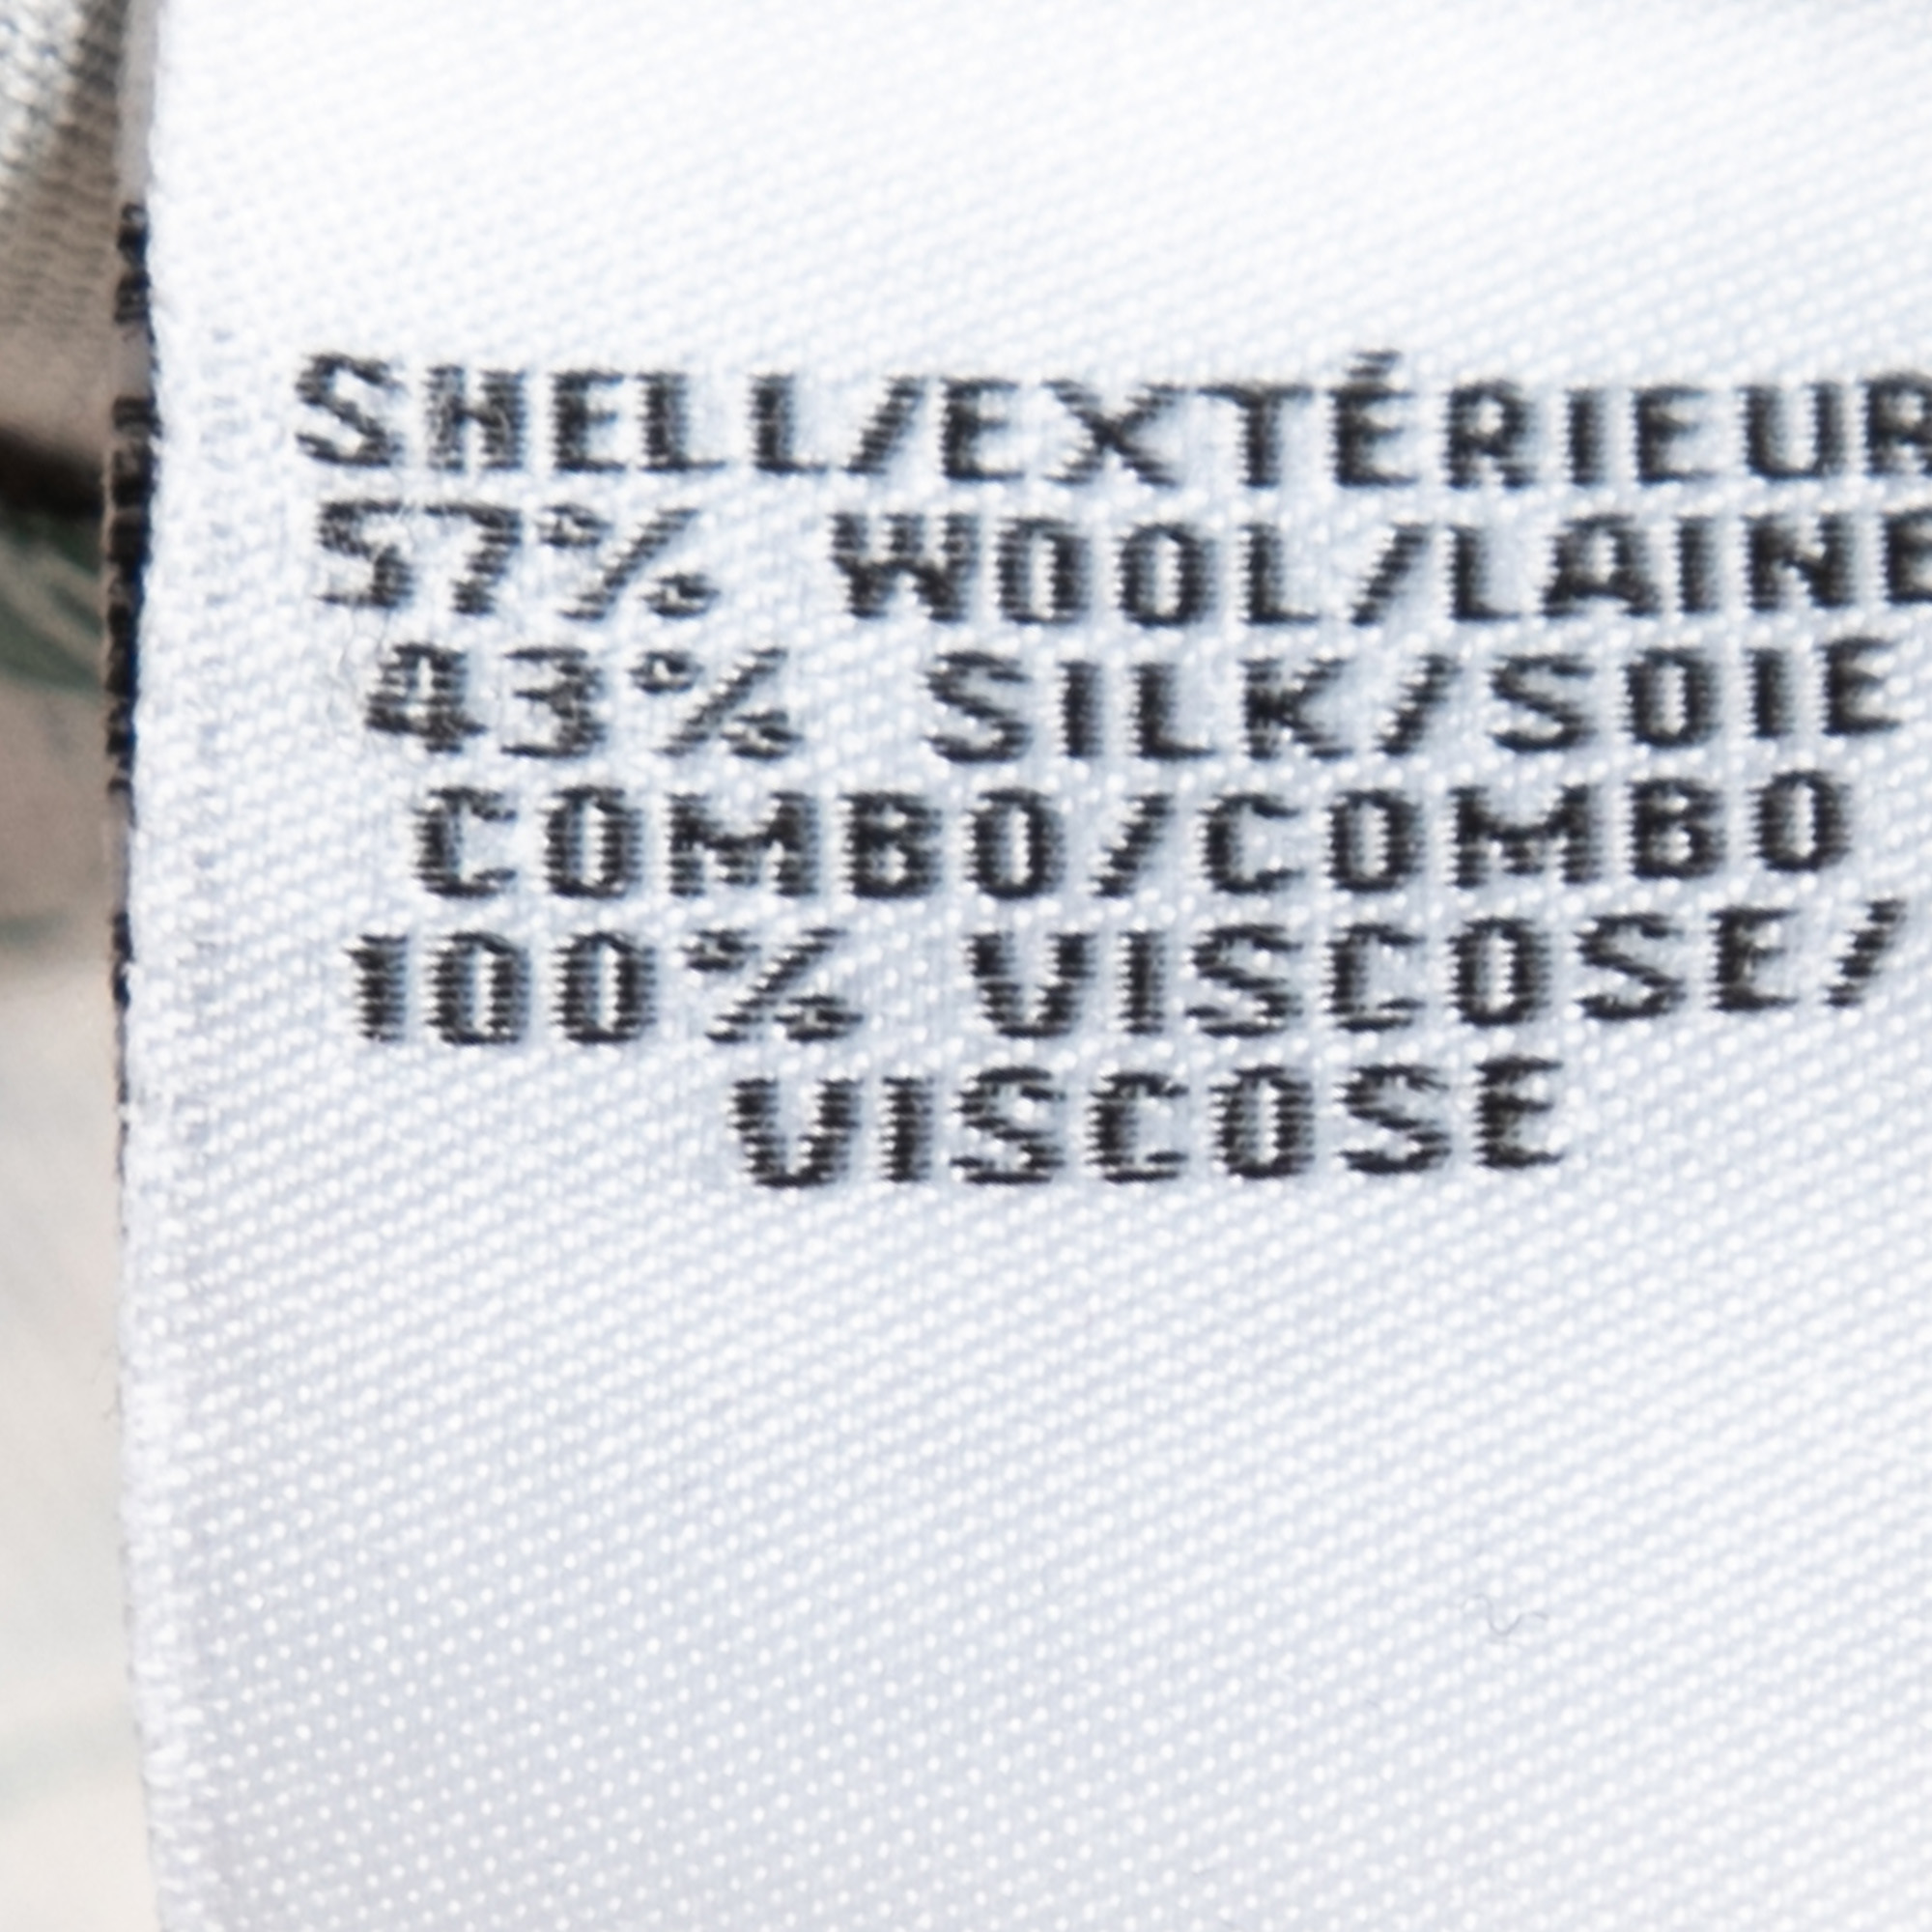 SHELL/EXTÉRIEUR
57% WOOL/LAINE
43% SILK/SOIE
COMBO/COMBO
100% VISCOSE/
VISCOSE